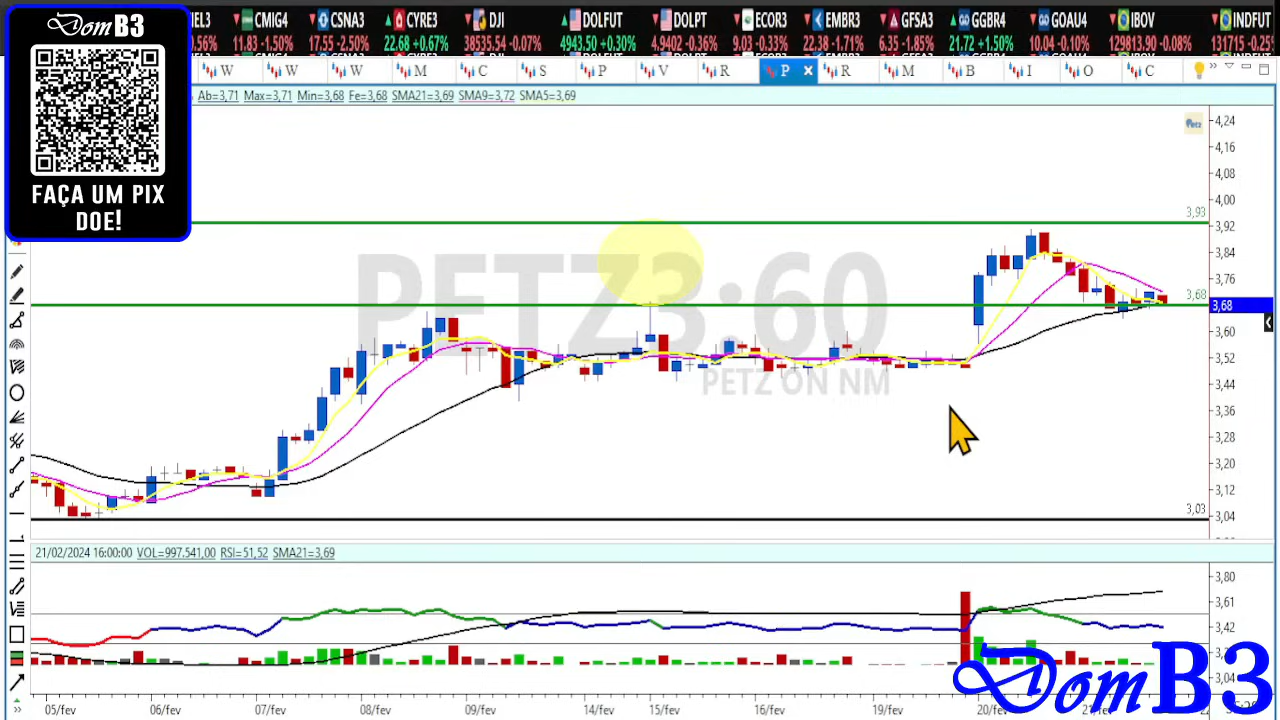 DomB3
FAÇA UM PIX
DOE!
CMIG4 CSNA3 CYRE3 DJI DOLFUT DOLPT ECOR3 EMBR3 GFSA3 GGBR4 GOAU4 IBOV INDFUT
11.83 -1.50% 17.55 -2.50% 22.68 +0.67% 38535.54 -0.07% 4943.50 +0.30% 4.9402 -0.36% 9.03 -0.33% 22.38 -1.71% 6.35 -1.85% 21.72 +1.50% 10.04 -0.10% 129813.90 -0.08% 131715 -0.25%
W W W M C S P V R P R M B I O C
Ab=3,71 Max=3,71 Min=3,68 Fe=3,68 SMA21=3,69 SMA9=3,72 SMA5=3,69
PETZ3:60
PETZ ON NM
3,93
3,68
3,03
4,24
4,16
4,08
4,00
3,92
3,84
3,76
3,68
3,60
3,52
3,44
3,36
3,28
3,20
3,12
3,04
21/02/2024 16:00:00 VOL=997.541,00 RSI=51,52 SMA21=3,69
3,80
3,61
3,42
3,04
05/fev 06/fev 07/fev 08/fev 09/fev 14/fev 15/fev 16/fev 19/fev 20/fev
DomB3